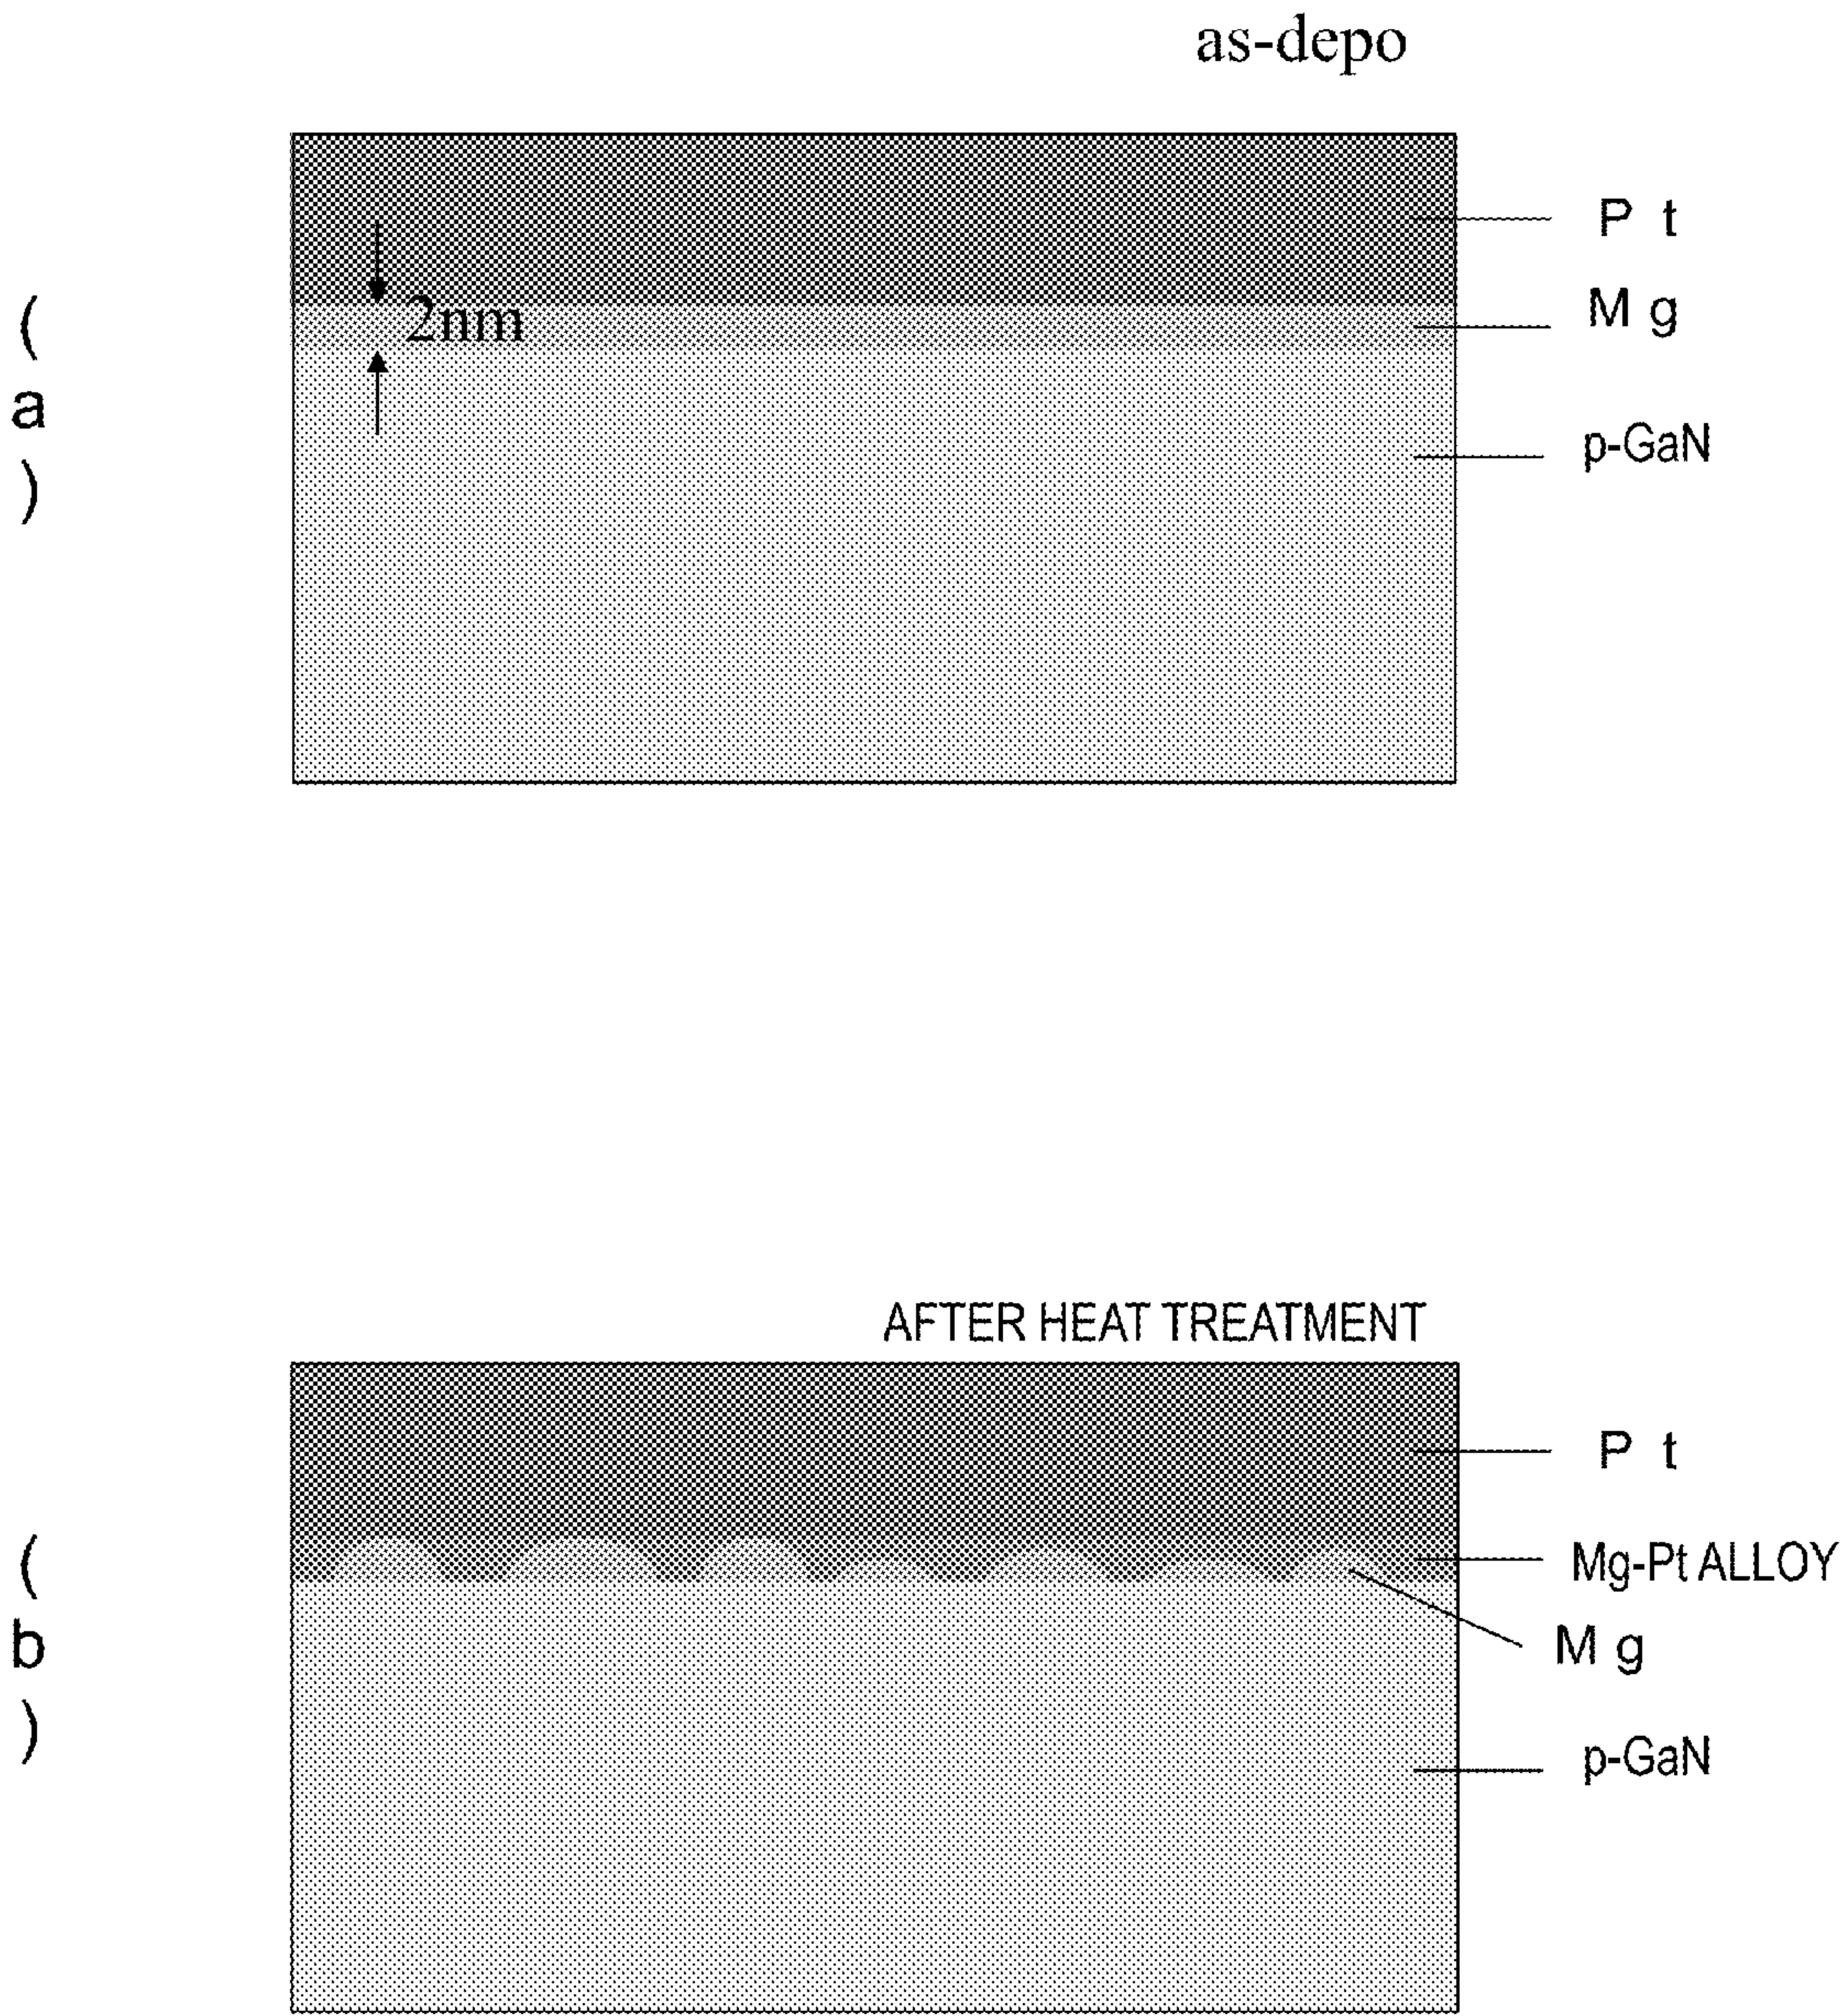 as-depo
(a)
P t
2nm
M g
p-GaN
AFTER HEAT TREATMENT
(b)
P t
Mg-Pt ALLOY
M g
p-GaN